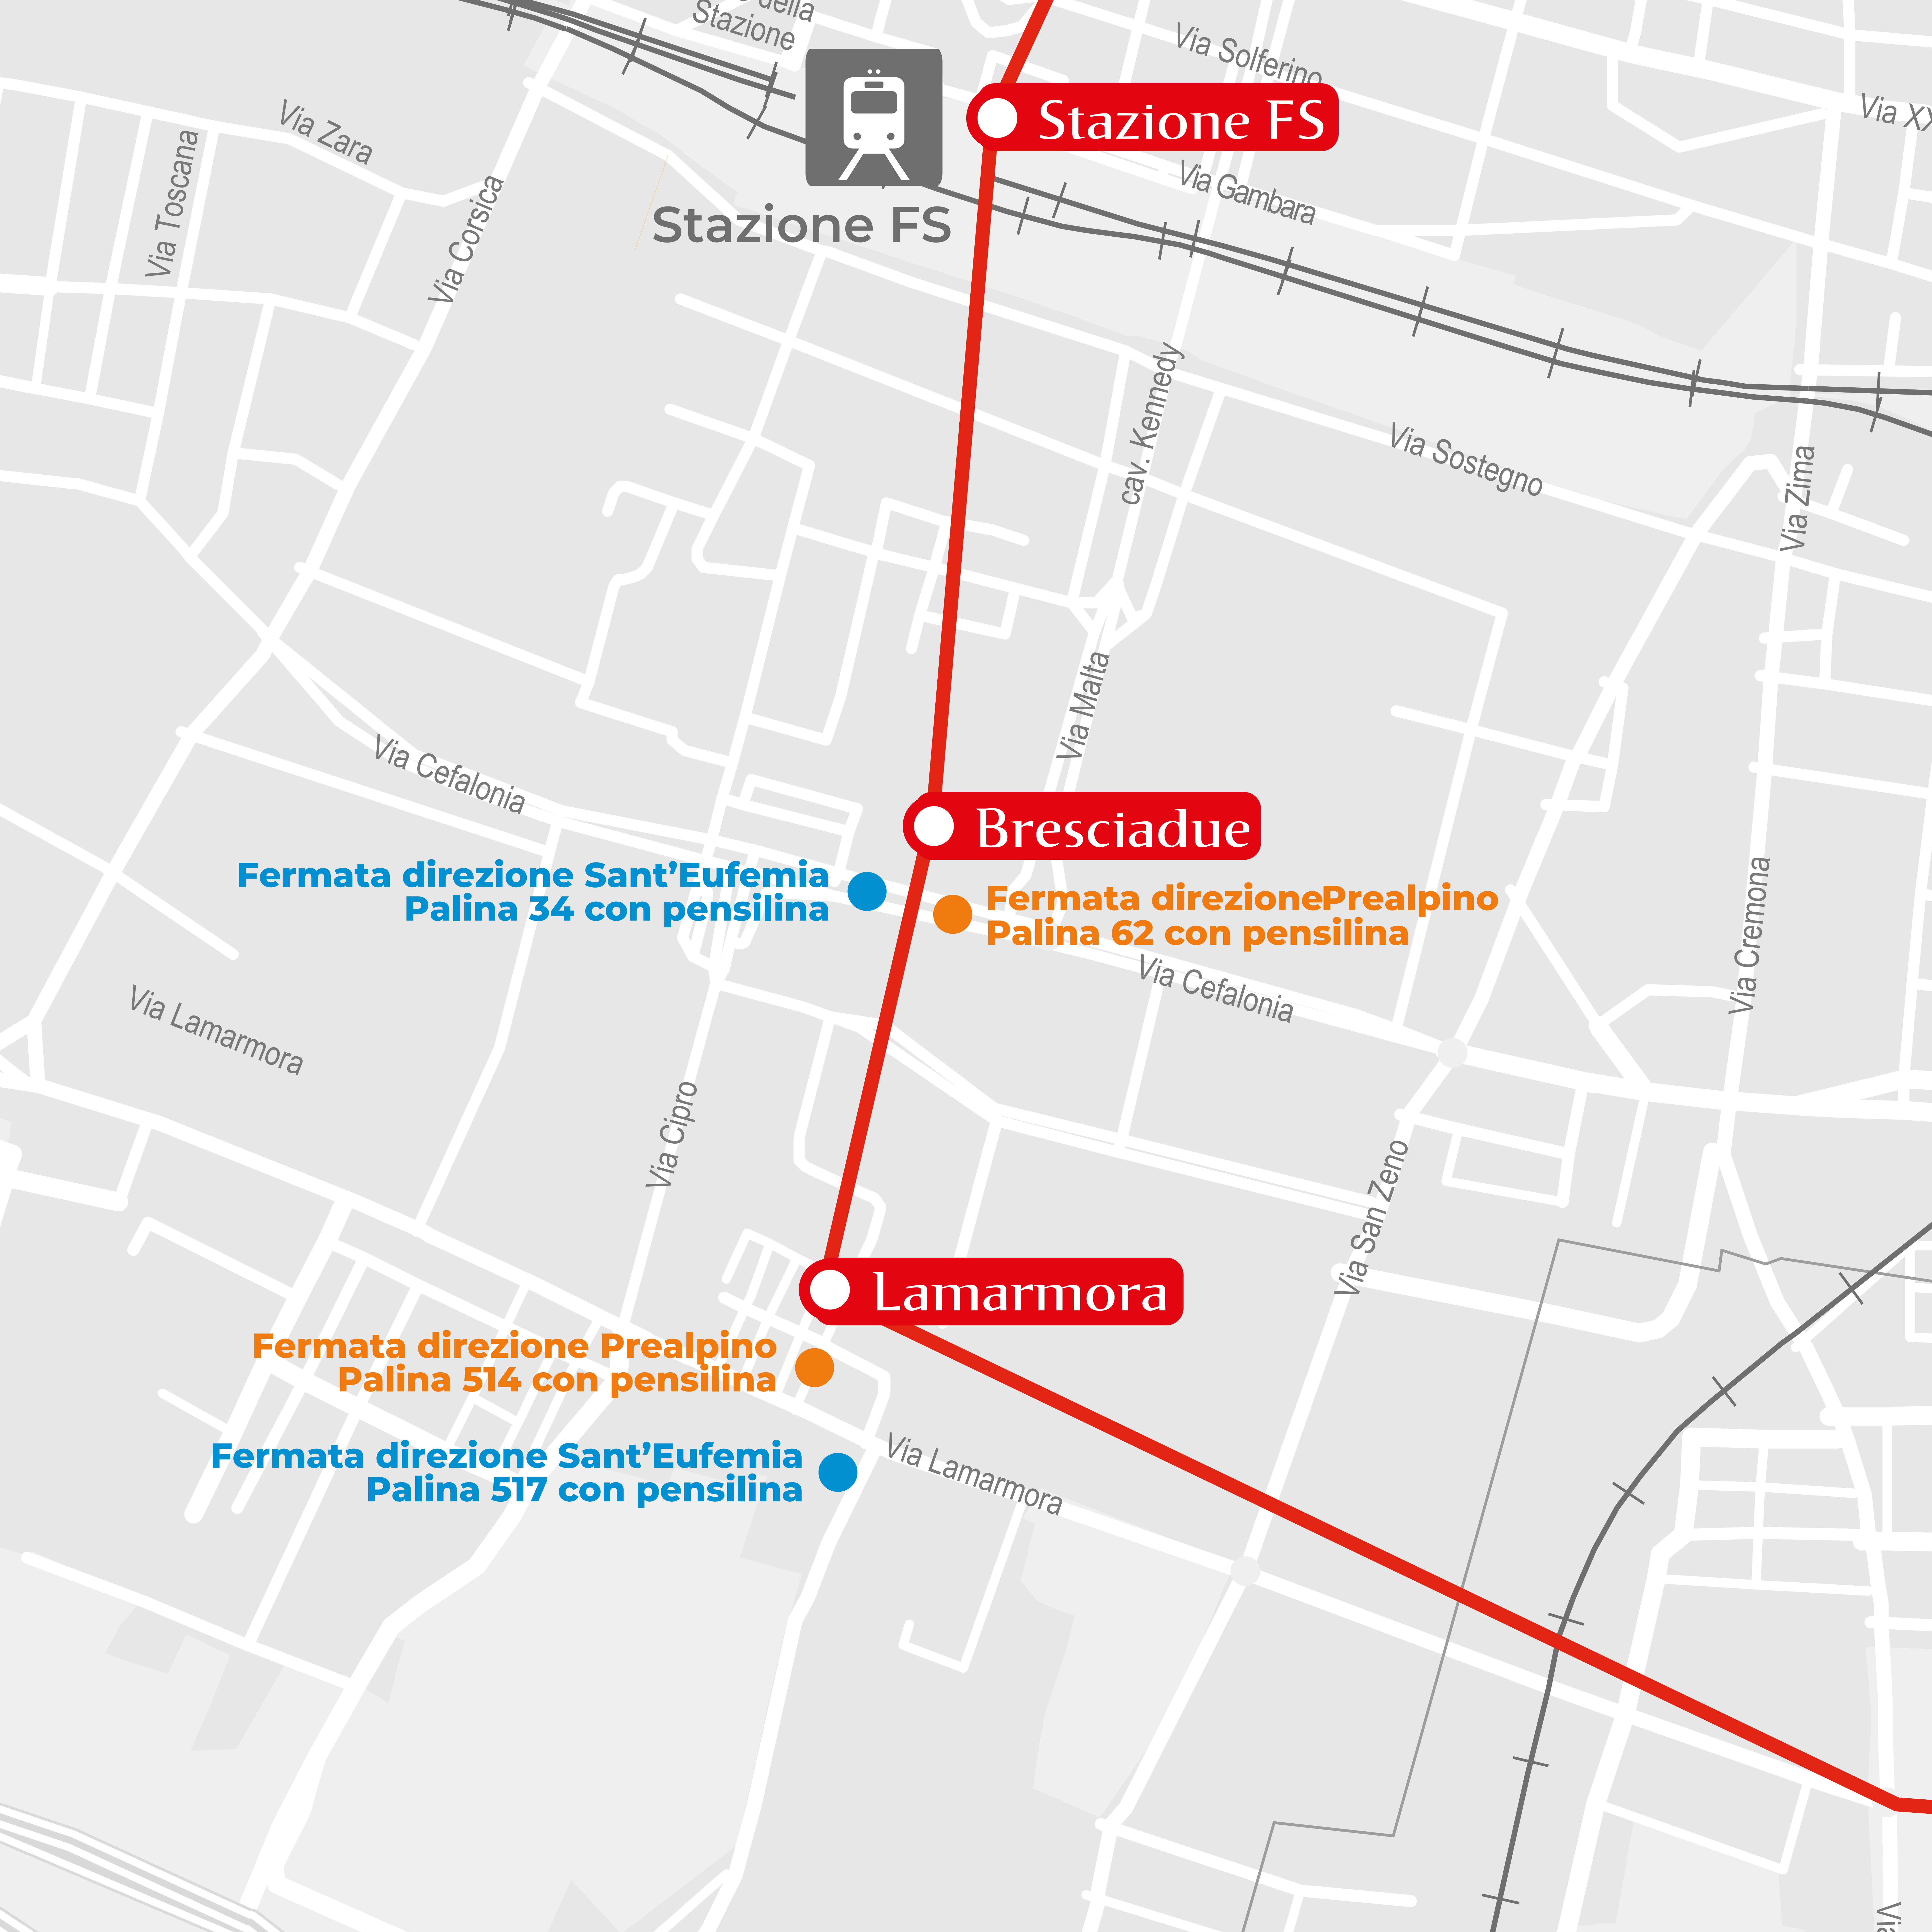 della
Stazione
Via Solferino
Stazione FS
Via Zara
Via Toscana
Via Corsica
Stazione FS
Via Gambara
cav. Kennedy
Via Sostegno
Via Zima
Via Malta
Via Cefalonia
Bresciadue
Fermata direzione Sant’Eufemia
Palina 34 con pensilina
Fermata direzionePrealpino
Palina 62 con pensilina
Via Cremona
Via Cefalonia
Via Lamarmora
Via Cipro
Via San Zeno
Lamarmora
Fermata direzione Prealpino
Palina 514 con pensilina
Fermata direzione Sant’Eufemia
Palina 517 con pensilina
Via Lamarmora